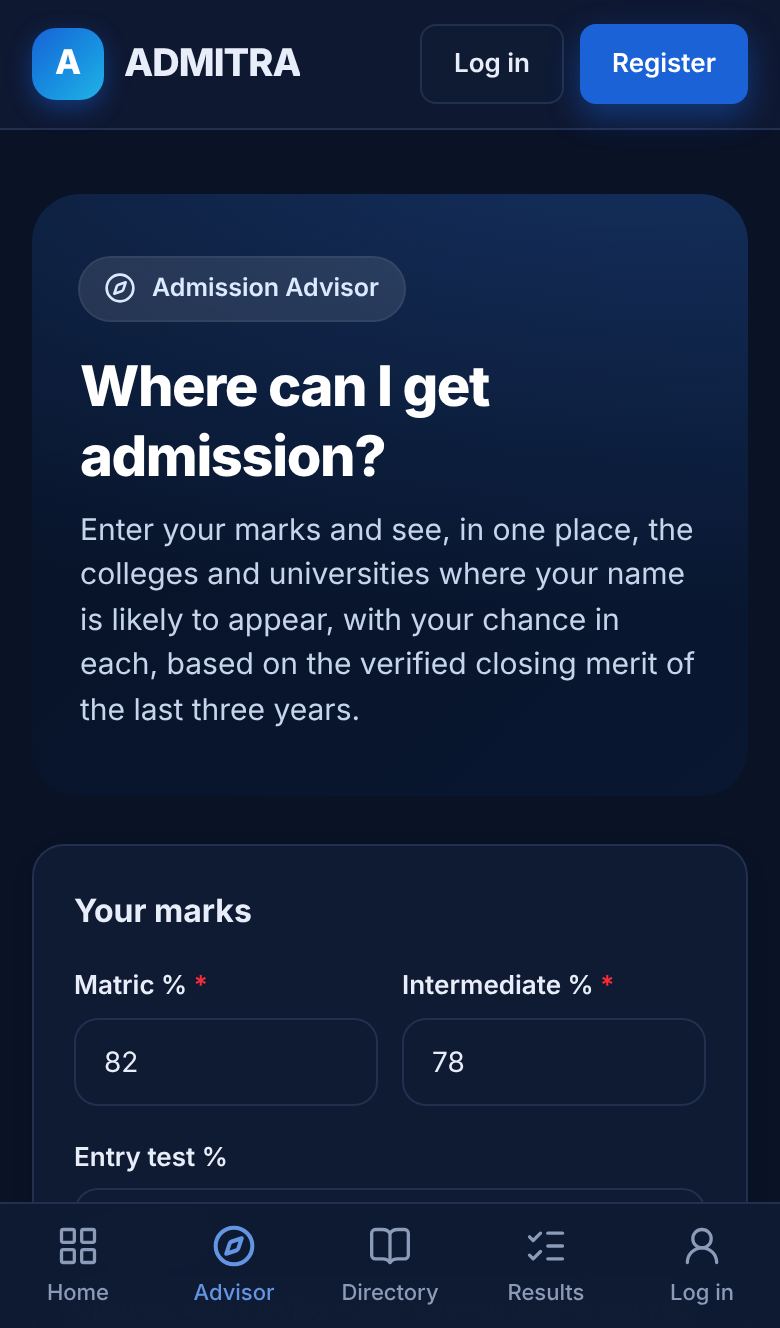 A ADMITRA Log in Register
Admission Advisor
Where can I get
admission?
Enter your marks and see, in one place, the
colleges and universities where your name
is likely to appear, with your chance in
each, based on the verified closing merit of
the last three years.
Your marks
Matric % * Intermediate % *
82 78
Entry test %
Home Advisor Directory Results Log in